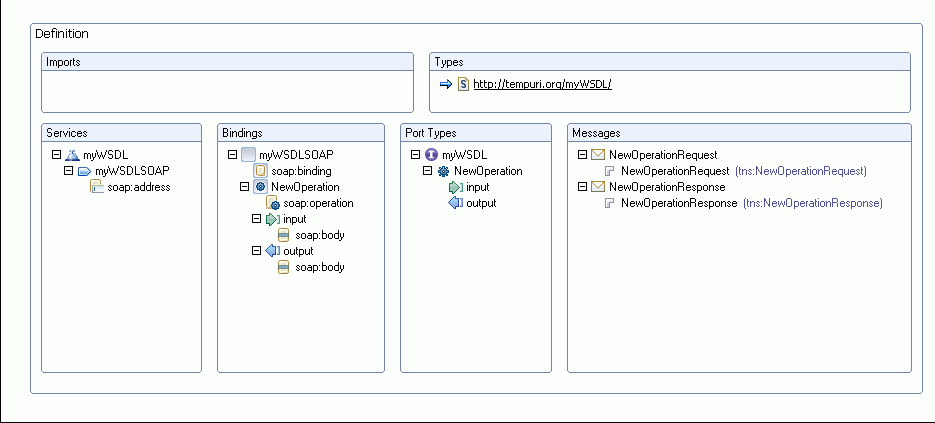 Definition
Imports
Types
http://tempuri.org/myWSDL/
Services
myWSDL
myWSDLSOAP
soap:address
Bindings
myWSDLSOAP
soap:binding
NewOperation
soap:operation
input
soap:body
output
soap:body
Port Types
myWSDL
NewOperation
input
output
Messages
NewOperationRequest
NewOperationRequest (tns:NewOperationRequest)
NewOperationResponse
NewOperationResponse (tns:NewOperationResponse)